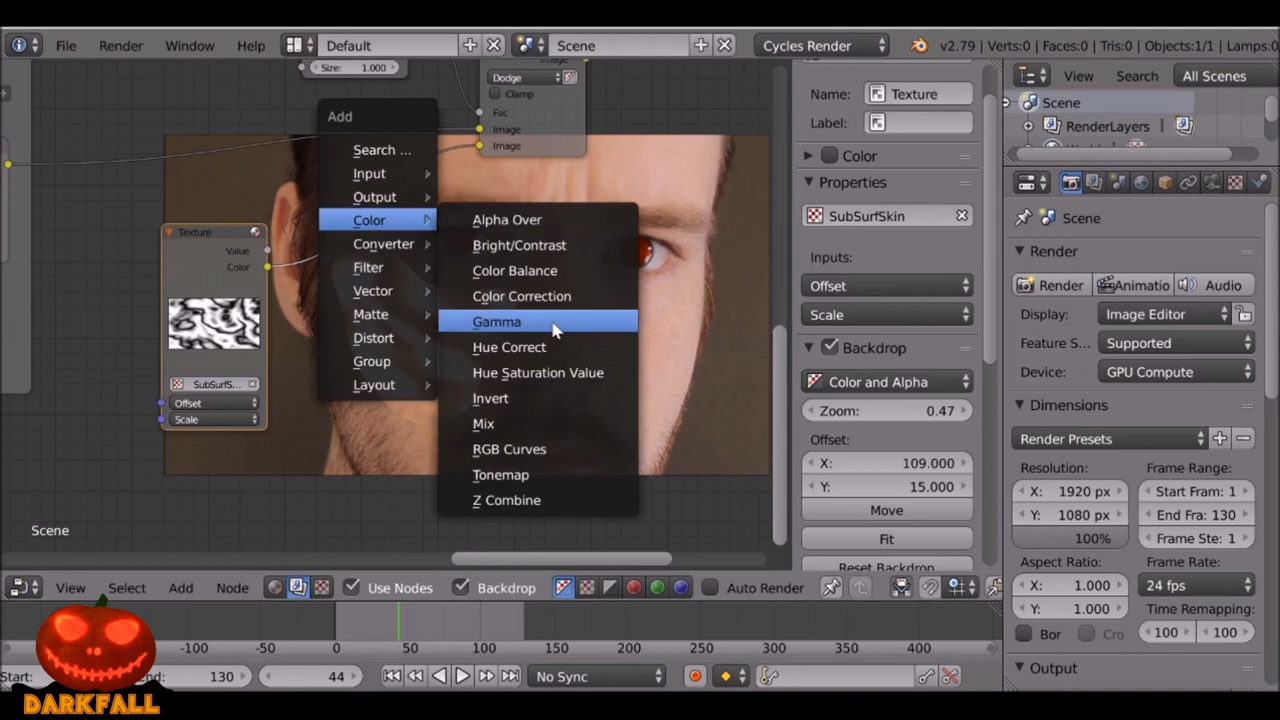 File
Render
Window
Help
Default
Scene
Cycles Render
v2.79 | Verts:0 | Faces:0 | Tris:0 | Objects:1/1 | Lamps:0
Size: 1.000
Dodge
Clamp
Fac
Image
Image
Texture
Value
Color
SubSurfS...
Offset
Scale
Add
Search ...
Input
Output
Color
Converter
Filter
Vector
Matte
Distort
Group
Layout
Alpha Over
Bright/Contrast
Color Balance
Color Correction
Gamma
Hue Correct
Hue Saturation Value
Invert
Mix
RGB Curves
Tonemap
Z Combine
Scene
Name: Texture
Label:
Color
Properties
SubSurfSkin
Inputs:
Offset
Scale
Backdrop
Color and Alpha
Zoom: 0.47
Offset:
X: 109.000
Y: 15.000
Move
Fit
Reset Backdrop
View
Search
All Scenes
Scene
RenderLayers
Scene
Render
Render
Animatio
Audio
Display: Image Editor
Feature S... Supported
Device: GPU Compute
Dimensions
Render Presets
Resolution:
X: 1920 px
Y: 1080 px
100%
Frame Range:
Start Fram: 1
End Fra: 130
Frame Ste: 1
Aspect Ratio:
X: 1.000
Y: 1.000
Bor
Cro
Frame Rate:
24 fps
Time Remapping:
100
100
Output
View
Select
Add
Node
Use Nodes
Backdrop
Auto Render
-100 -50 0 50 100 150 200 250 300 350 400
Start:
End: 130
44
No Sync
DARKFALL